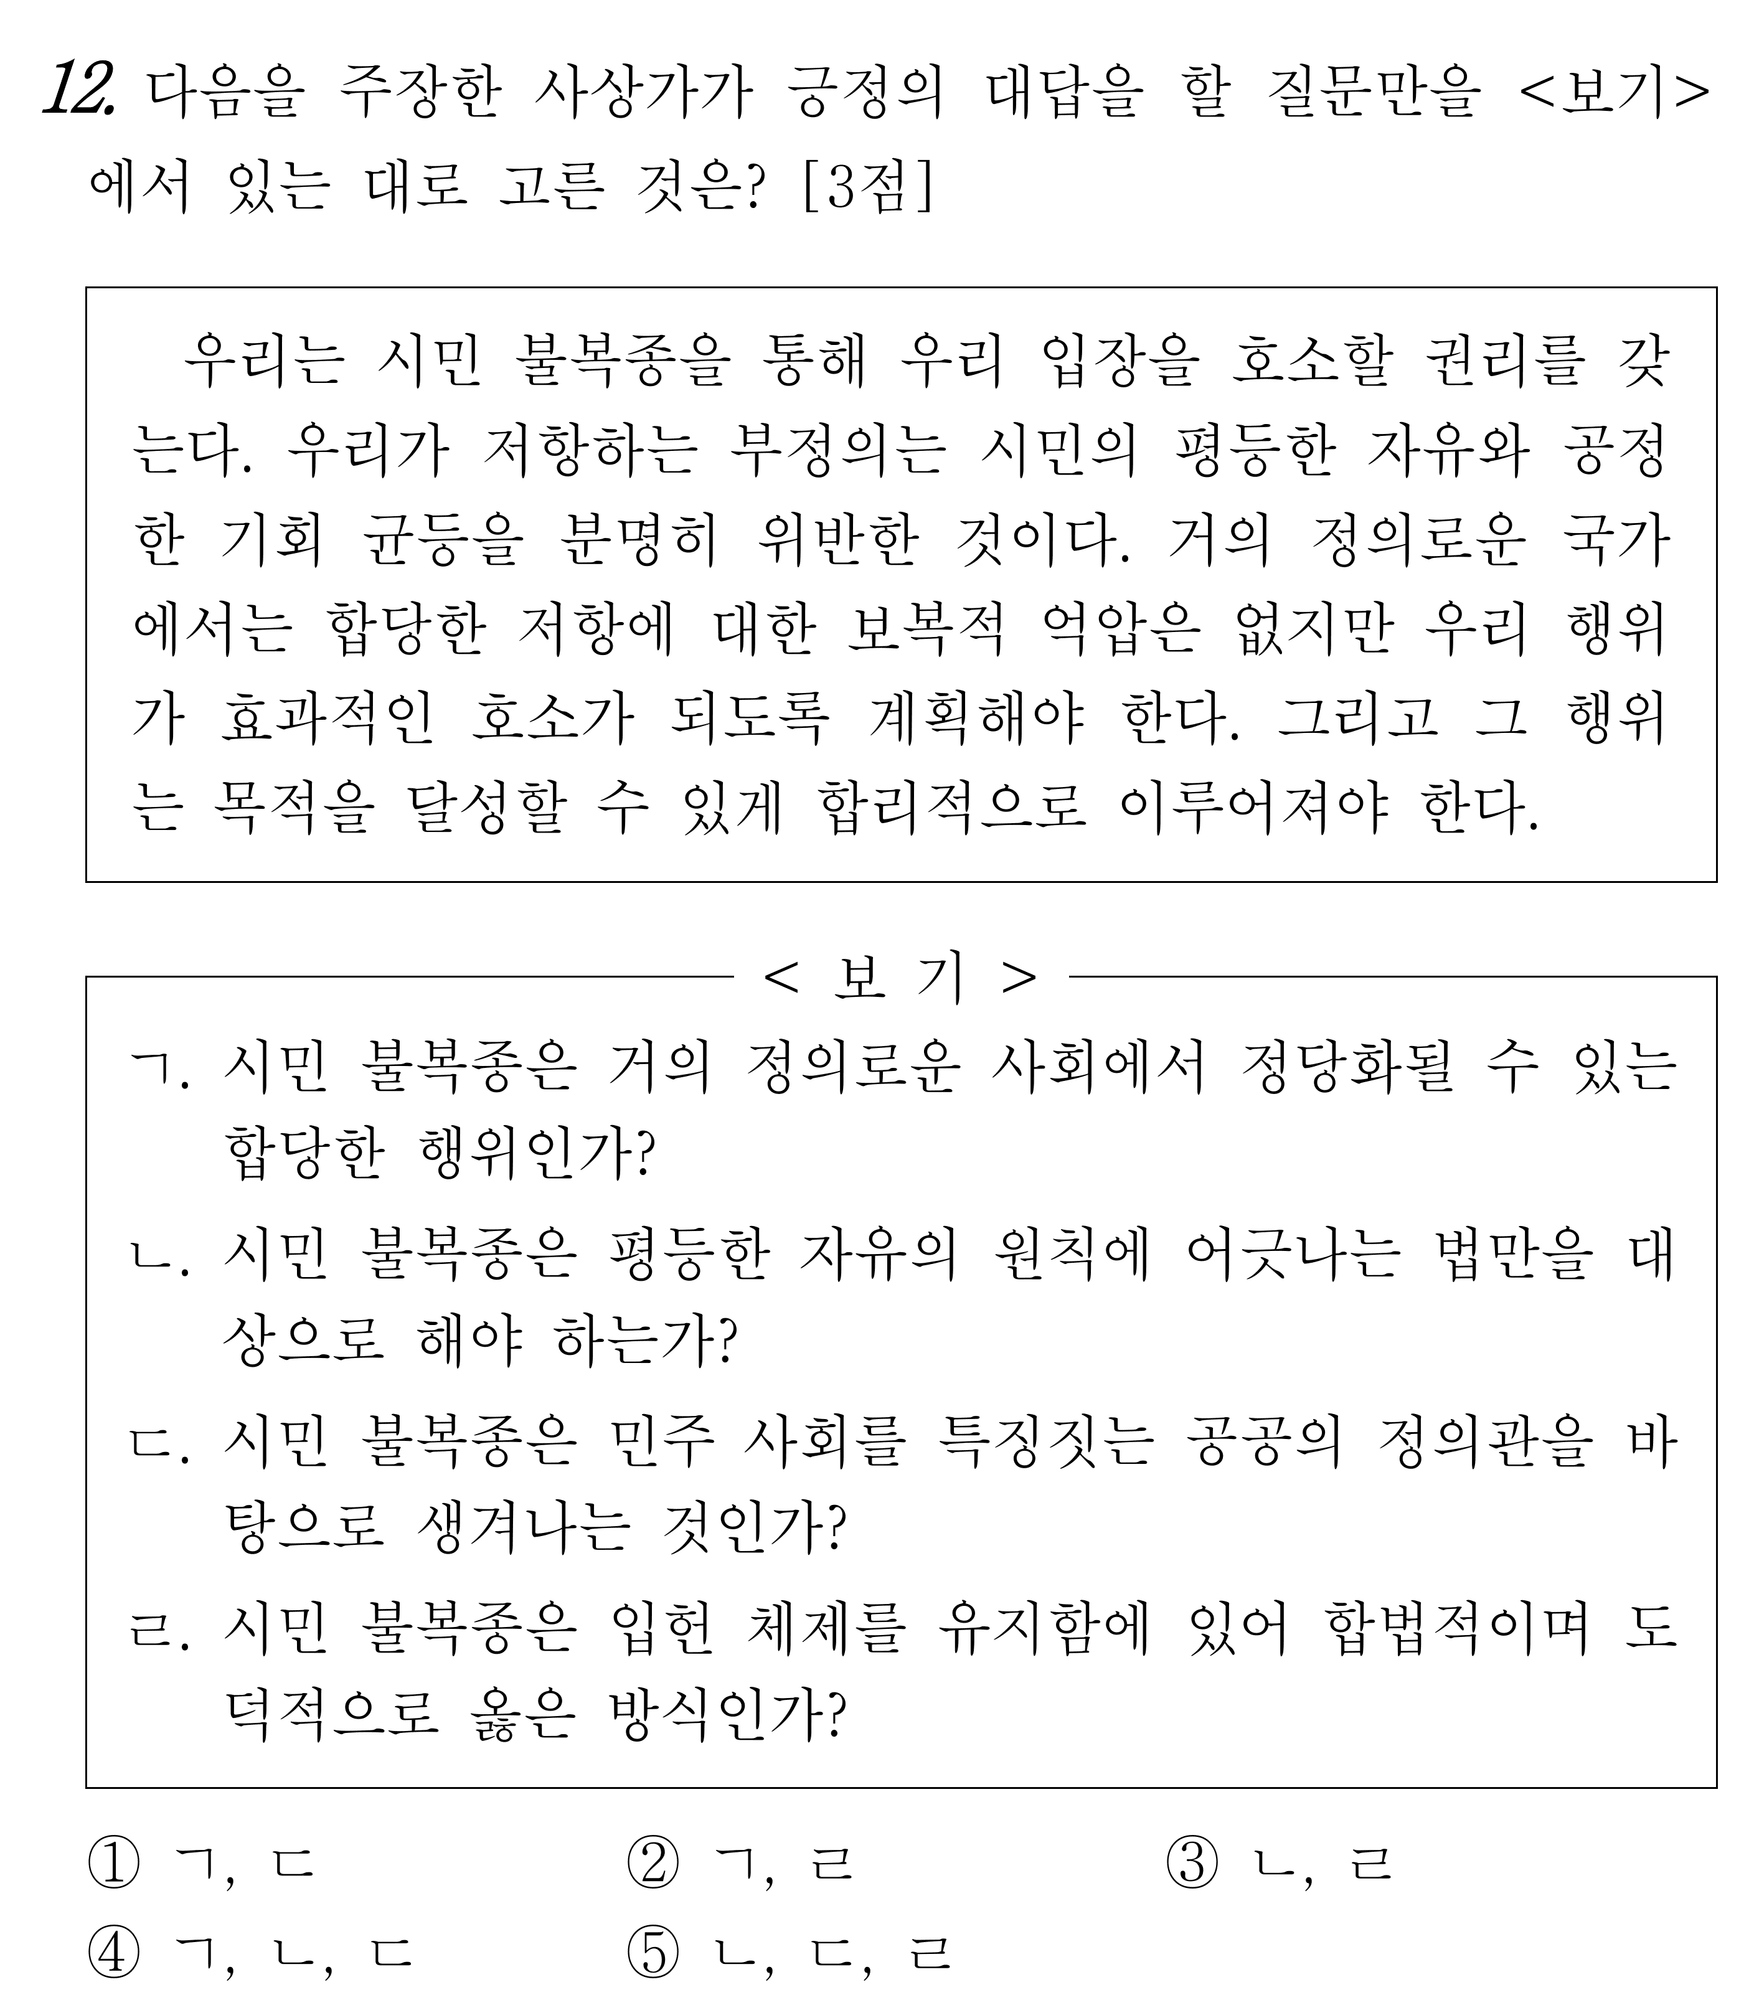 12. 다음을 주장한 사상가가 긍정의 대답을 할 질문만을 <보기>
에서 있는 대로 고른 것은? [3점]
우리는 시민 불복종을 통해 우리 입장을 호소할 권리를 갖
는다. 우리가 저항하는 부정의는 시민의 평등한 자유와 공정
한 기회 균등을 분명히 위반한 것이다. 거의 정의로운 국가
에서는 합당한 저항에 대한 보복적 억압은 없지만 우리 행위
가 효과적인 호소가 되도록 계획해야 한다. 그리고 그 행위
는 목적을 달성할 수 있게 합리적으로 이루어져야 한다.
< 보 기 >
ㄱ. 시민 불복종은 거의 정의로운 사회에서 정당화될 수 있는
합당한 행위인가?
ㄴ. 시민 불복종은 평등한 자유의 원칙에 어긋나는 법만을 대
상으로 해야 하는가?
ㄷ. 시민 불복종은 민주 사회를 특징짓는 공공의 정의관을 바
탕으로 생겨나는 것인가?
ㄹ. 시민 불복종은 입헌 체제를 유지함에 있어 합법적이며 도
덕적으로 옳은 방식인가?
① ㄱ, ㄷ ② ㄱ, ㄹ ③ ㄴ, ㄹ
④ ㄱ, ㄴ, ㄷ ⑤ ㄴ, ㄷ, ㄹ